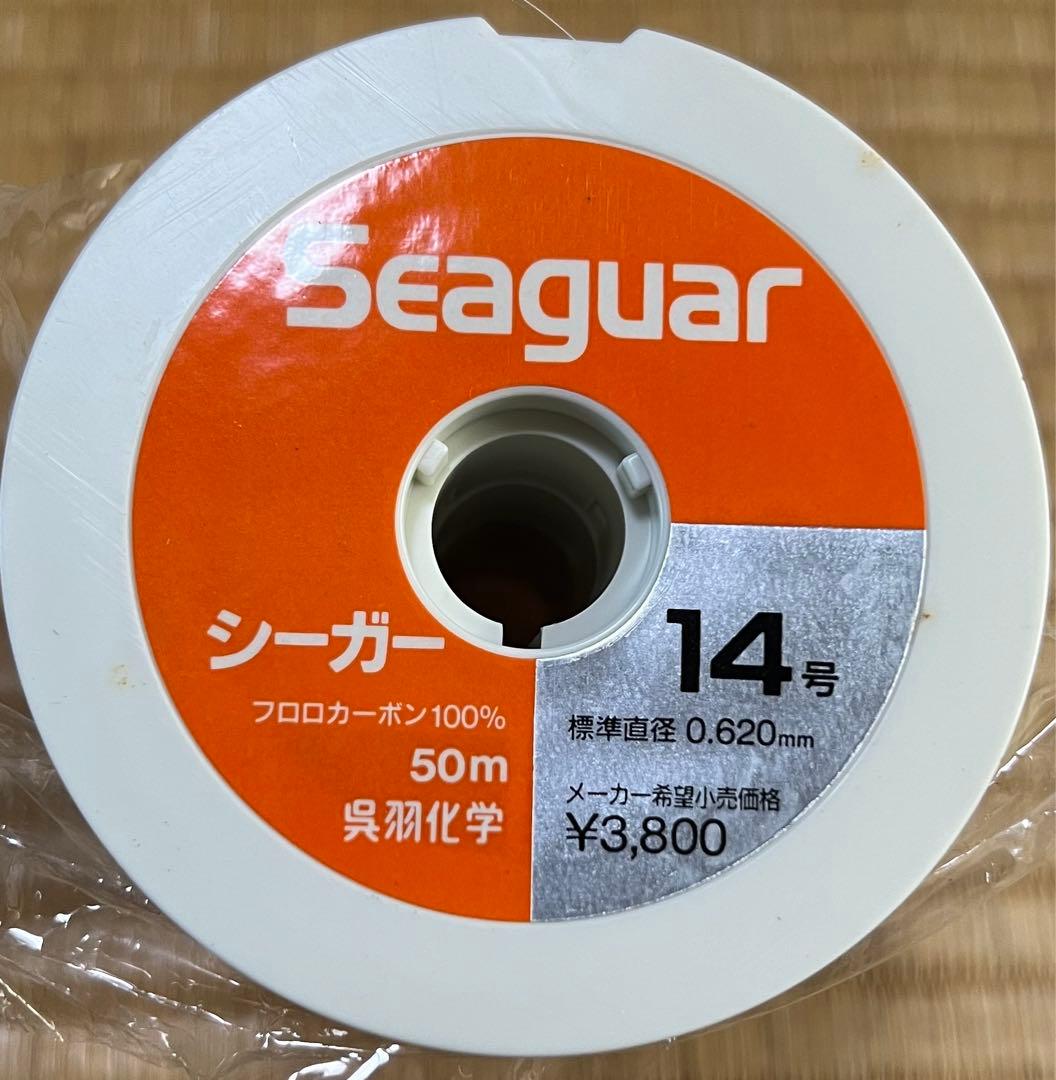 Seaguar
シーガー
フロロカーボン100%
50m
呉羽化学
14号
標準直径 0.620mm
メーカー希望小売価格
¥3,800